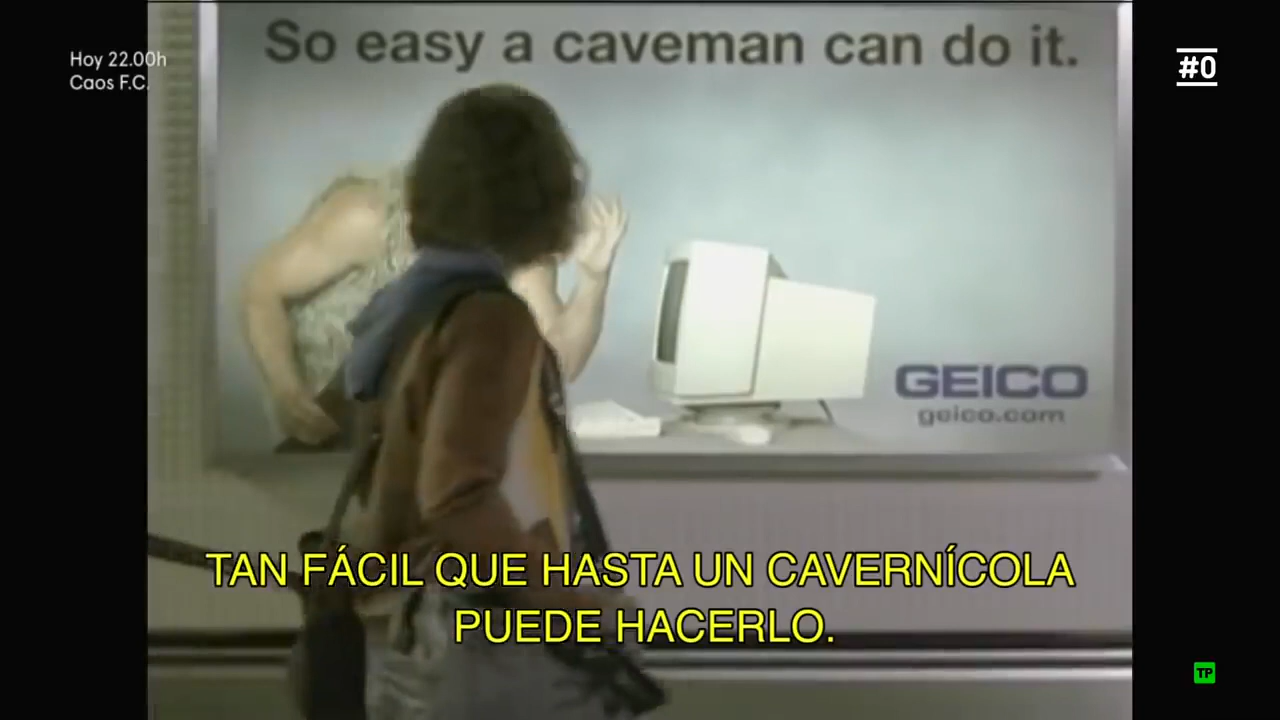 So easy a caveman can do it.
Hoy 22.00h
Caos F.C.
#0
GEICO
geico.com
TAN FÁCIL QUE HASTA UN CAVERNÍCOLA
PUEDE HACERLO.
TP